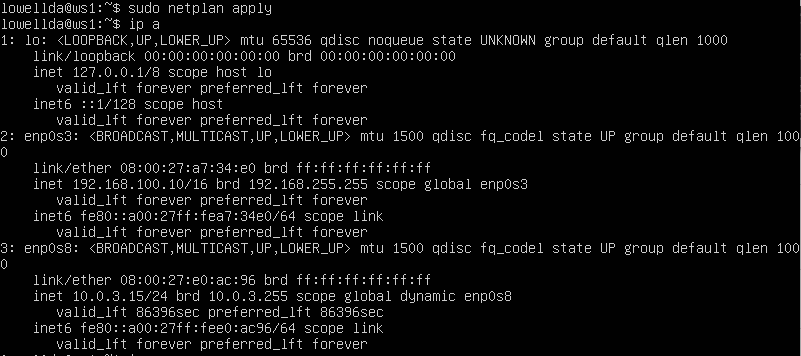 lowellda@ws1:~$ sudo netplan apply
lowellda@ws1:~$ ip a
1: lo: <LOOPBACK,UP,LOWER_UP> mtu 65536 qdisc noqueue state UNKNOWN group default qlen 1000
    link/loopback 00:00:00:00:00:00 brd 00:00:00:00:00:00
    inet 127.0.0.1/8 scope host lo
       valid_lft forever preferred_lft forever
    inet6 ::1/128 scope host
       valid_lft forever preferred_lft forever
2: enp0s3: <BROADCAST,MULTICAST,UP,LOWER_UP> mtu 1500 qdisc fq_codel state UP group default qlen 100
0
    link/ether 08:00:27:a7:34:e0 brd ff:ff:ff:ff:ff:ff
    inet 192.168.100.10/16 brd 192.168.255.255 scope global enp0s3
       valid_lft forever preferred_lft forever
    inet6 fe80::a00:27ff:fea7:34e0/64 scope link
       valid_lft forever preferred_lft forever
3: enp0s8: <BROADCAST,MULTICAST,UP,LOWER_UP> mtu 1500 qdisc fq_codel state UP group default qlen 100
0
    link/ether 08:00:27:e0:ac:96 brd ff:ff:ff:ff:ff:ff
    inet 10.0.3.15/24 brd 10.0.3.255 scope global dynamic enp0s8
       valid_lft 86396sec preferred_lft 86396sec
    inet6 fe80::a00:27ff:fee0:ac96/64 scope link
       valid_lft forever preferred_lft forever